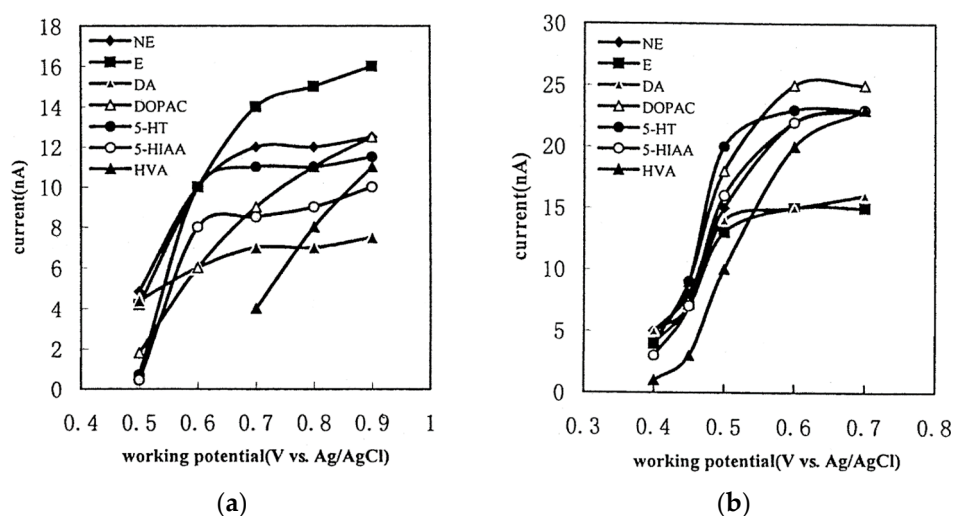 18
16
14
12
10
8
6
4
2
0
NE
E
DA
DOPAC
5-HT
5-HIAA
HVA
current(nA)
0.4 0.5 0.6 0.7 0.8 0.9 1
working potential(V vs. Ag/AgCl)
(a)
30
25
20
15
10
5
0
NE
E
DA
DOPAC
5-HT
5-HIAA
HVA
current(nA)
0.3 0.4 0.5 0.6 0.7 0.8
working potential(V vs. Ag/AgCl)
(b)